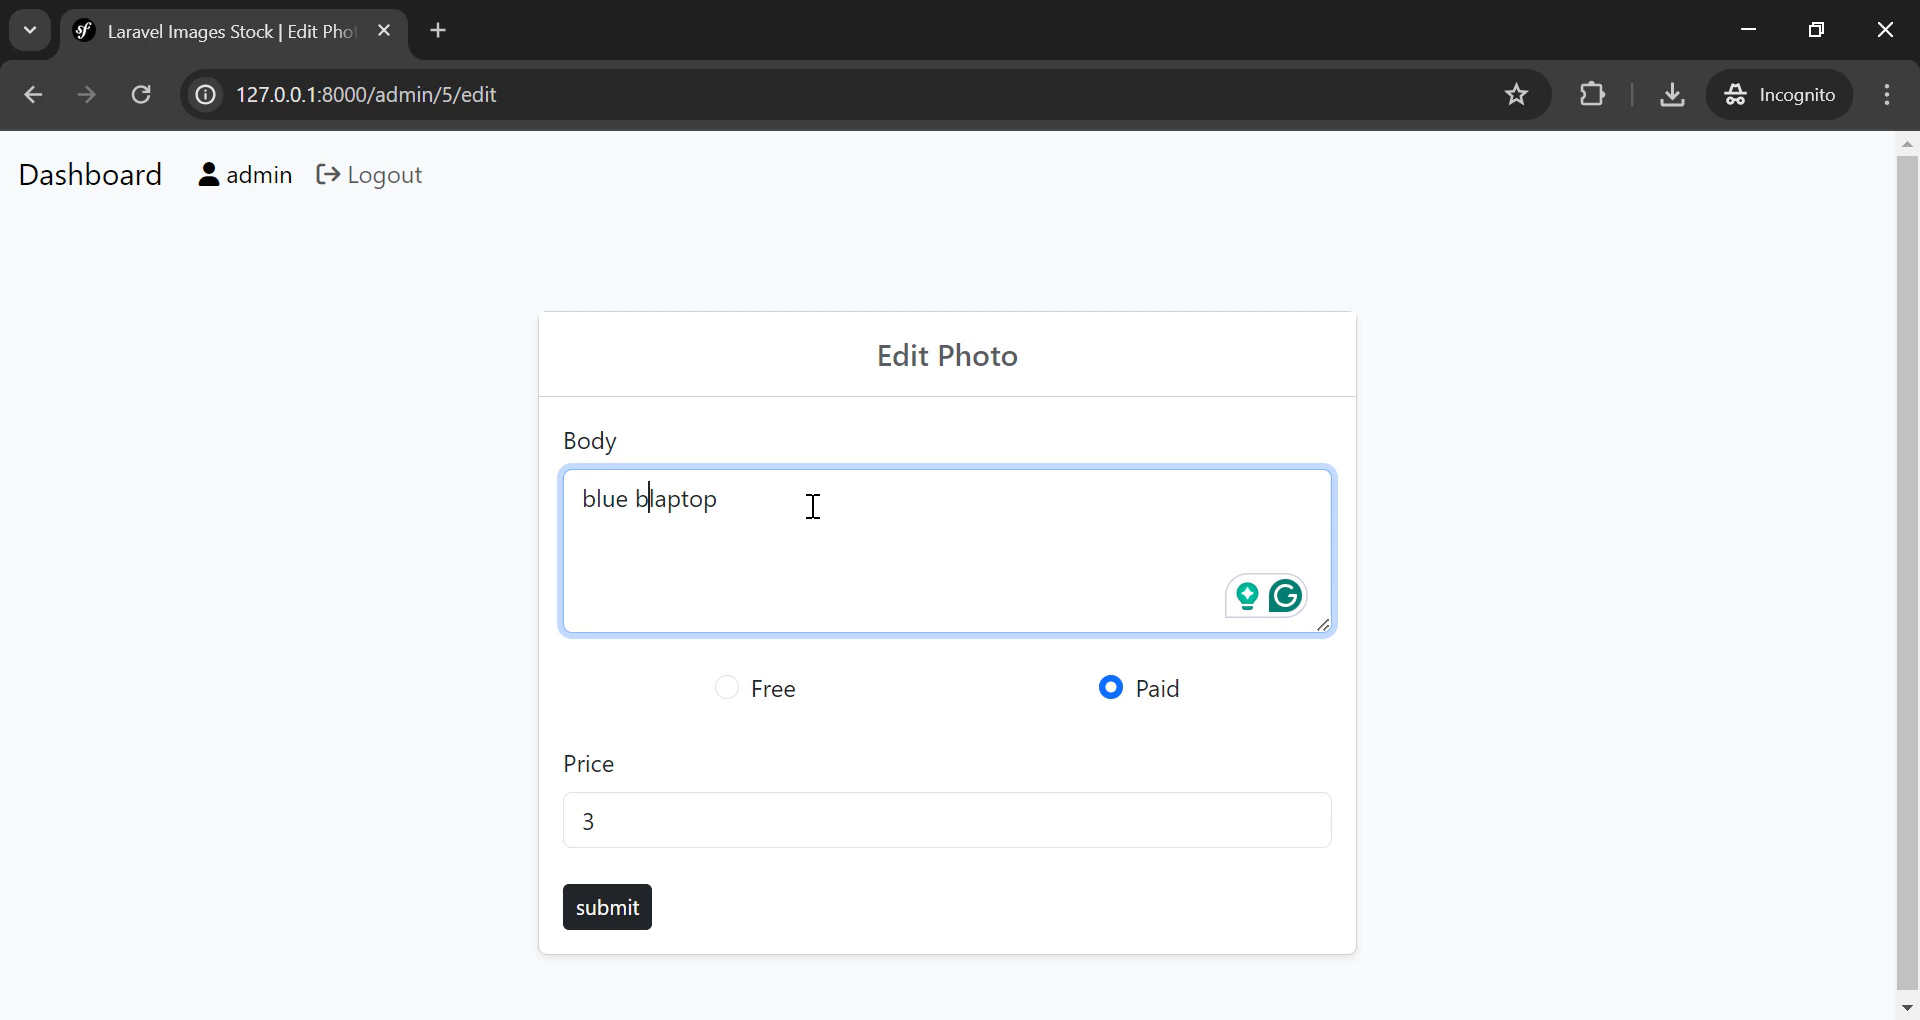 Laravel Images Stock | Edit Pho
127.0.0.1:8000/admin/5/edit
Incognito
Dashboard admin Logout
Edit Photo
Body
blue blaptop
Free Paid
Price
3
submit